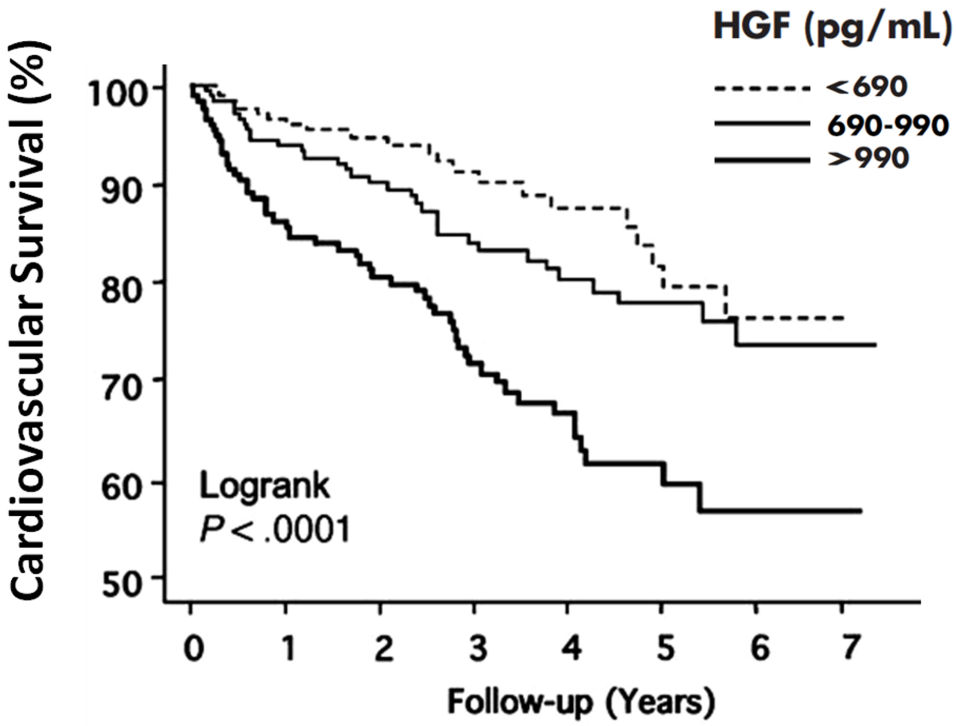 HGF (pg/mL)
<690
690-990
>990
Cardiovascular Survival (%)
100
90
80
70
60
50
Logrank
P < .0001
0 1 2 3 4 5 6 7
Follow-up (Years)